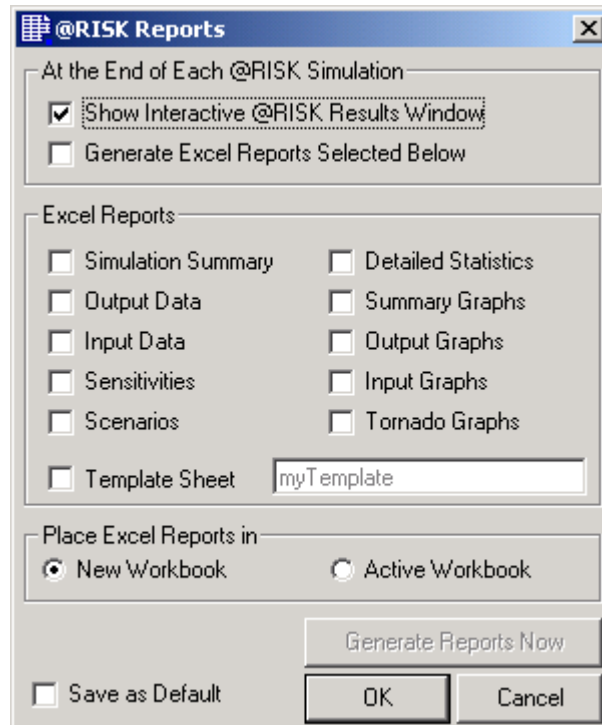 @RISK Reports
At the End of Each @RISK Simulation
Show Interactive @RISK Results Window
Generate Excel Reports Selected Below
Excel Reports
Simulation Summary
Detailed Statistics
Output Data
Summary Graphs
Input Data
Output Graphs
Sensitivities
Input Graphs
Scenarios
Tornado Graphs
Template Sheet
myTemplate
Place Excel Reports in
New Workbook
Active Workbook
Generate Reports Now
Save as Default
OK
Cancel